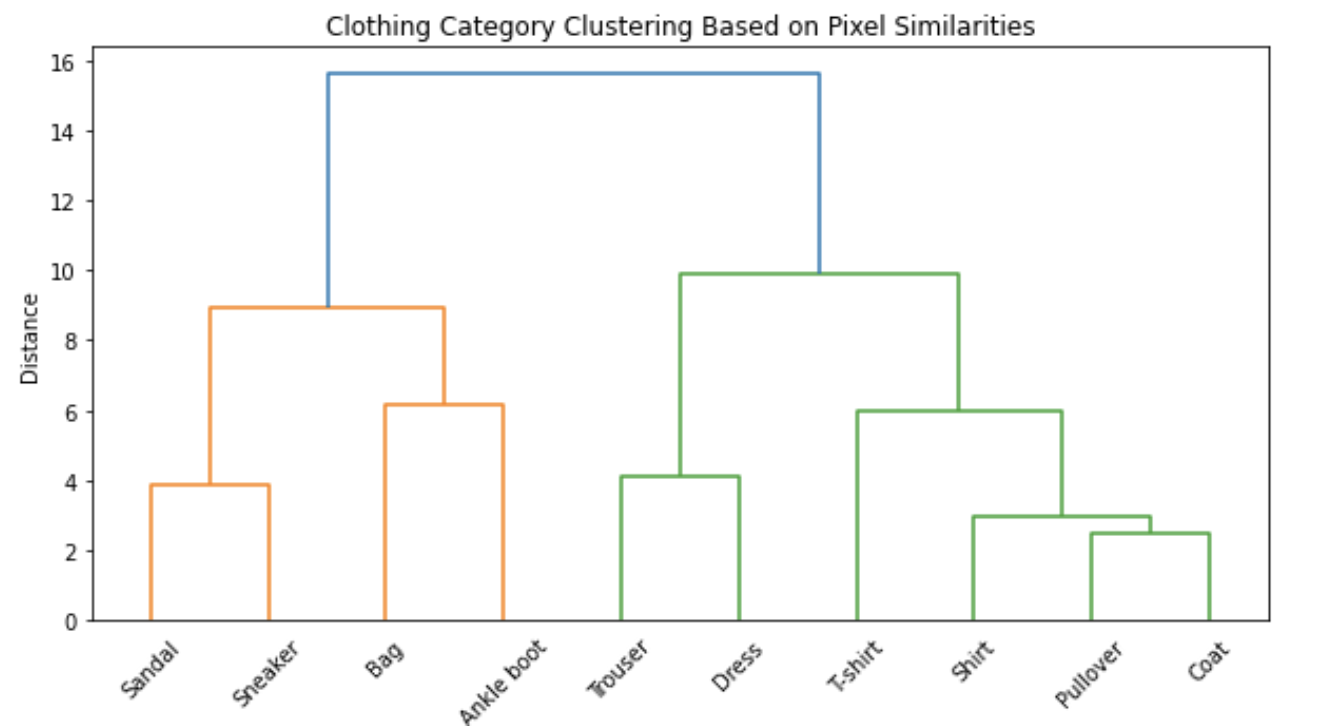 Clothing Category Clustering Based on Pixel Similarities
16
14
12
10
8
6
4
2
0
Distance
Sandal
Sneaker
Bag
Ankle boot
Trouser
Dress
T-shirt
Shirt
Pullover
Coat